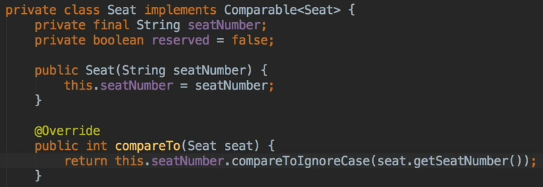 private class Seat implements Comparable<Seat> {
    private final String seatNumber;
    private boolean reserved = false;

    public Seat(String seatNumber) {
        this.seatNumber = seatNumber;
    }

    @Override
    public int compareTo(Seat seat) {
        return this.seatNumber.compareToIgnoreCase(seat.getSeatNumber());
    }